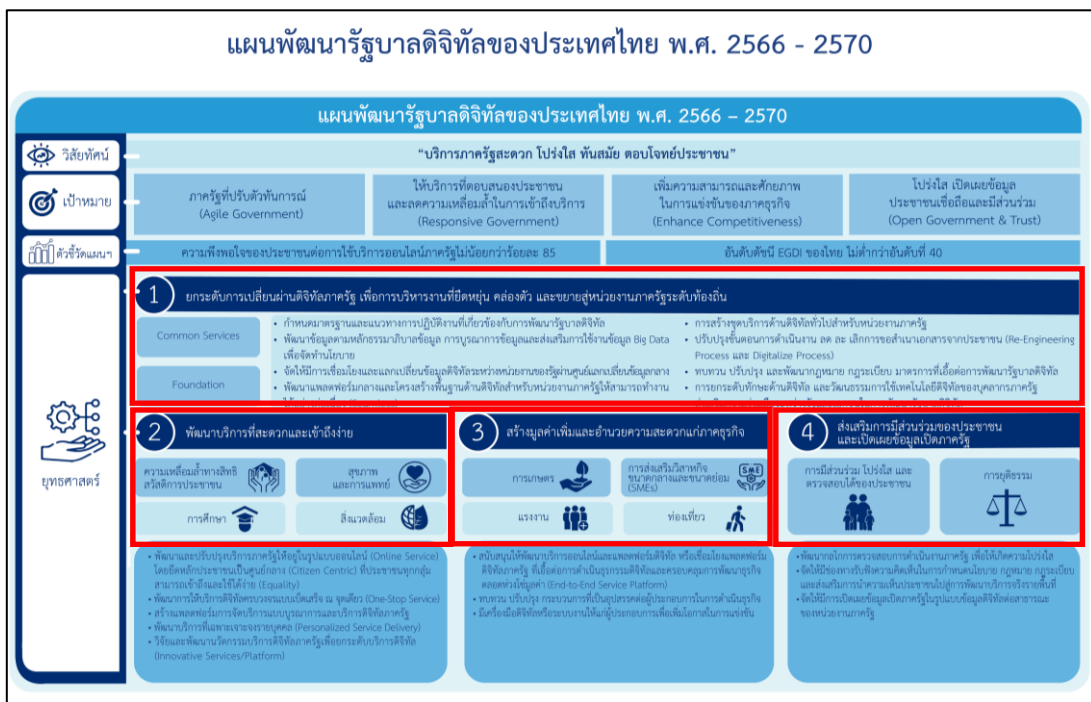 แผนพัฒนารัฐบาลดิจิทัลของประเทศไทย พ.ศ. 2566 - 2570
แผนพัฒนารัฐบาลดิจิทัลของประเทศไทย พ.ศ. 2566 – 2570
วิสัยทัศน์
“บริการภาครัฐสะดวก โปร่งใส ทันสมัย ตอบโจทย์ประชาชน”
เป้าหมาย
ภาครัฐที่ปรับตัวทันการณ์
(Agile Government)
ให้บริการที่ตอบสนองประชาชน
และลดความเหลื่อมล้ำในการเข้าถึงบริการ
(Responsive Government)
เพิ่มความสามารถและศักยภาพ
ในการแข่งขันของภาคธุรกิจ
(Enhance Competitiveness)
โปร่งใส เปิดเผยข้อมูล
ประชาชนเชื่อถือและมีส่วนร่วม
(Open Government & Trust)
ตัวชี้วัดแผนฯ
ความพึงพอใจของประชาชนต่อการใช้บริการออนไลน์ภาครัฐไม่น้อยกว่าร้อยละ 85
อันดับดัชนี EGDI ของไทย ไม่ต่ำกว่าอันดับที่ 40
ยุทธศาสตร์
1 ยกระดับการเปลี่ยนผ่านดิจิทัลภาครัฐ เพื่อการบริหารงานที่ยืดหยุ่น คล่องตัว และขยายสู่หน่วยงานภาครัฐระดับท้องถิ่น
Common Services
Foundation
• กำหนดมาตรฐานและแนวทางการปฏิบัติงานที่เกี่ยวข้องกับการพัฒนารัฐบาลดิจิทัล
• พัฒนาข้อมูลตามหลักธรรมาภิบาลข้อมูล การบูรณาการข้อมูลและส่งเสริมการใช้งานข้อมูล Big Data
เพื่อจัดทำนโยบาย
• จัดให้มีการเชื่อมโยงและแลกเปลี่ยนข้อมูลดิจิทัลระหว่างหน่วยงานของรัฐผ่านศูนย์แลกเปลี่ยนข้อมูลกลาง
• พัฒนาแพลตฟอร์มกลางและโครงสร้างพื้นฐานด้านดิจิทัลสำหรับหน่วยงานภาครัฐให้สามารถทำงาน
• การสร้างชุดบริการด้านดิจิทัลทั่วไปสำหรับหน่วยงานภาครัฐ
• ปรับปรุงขั้นตอนการดำเนินงาน ลด ละ เลิกการขอสำเนาเอกสารจากประชาชน (Re-Engineering
Process และ Digitalize Process)
• ทบทวน ปรับปรุง และพัฒนากฎหมาย กฎระเบียบ มาตรการที่เอื้อต่อการพัฒนารัฐบาลดิจิทัล
• การยกระดับทักษะด้านดิจิทัล และวัฒนธรรมการใช้เทคโนโลยีดิจิทัลของบุคลากรภาครัฐ
2 พัฒนาบริการที่สะดวกและเข้าถึงง่าย
ความเหลื่อมล้ำทางสิทธิ
สวัสดิการประชาชน
สุขภาพ
และการแพทย์
การศึกษา
สิ่งแวดล้อม
• พัฒนาและปรับปรุงบริการภาครัฐให้อยู่ในรูปแบบออนไลน์ (Online Service)
โดยยึดหลักประชาชนเป็นศูนย์กลาง (Citizen Centric) ที่ประชาชนทุกกลุ่ม
สามารถเข้าถึงและใช้ได้ง่าย (Equality)
• พัฒนาการให้บริการดิจิทัลครบวงจรแบบเบ็ดเสร็จ ณ จุดเดียว (One-Stop Service)
• สร้างแพลตฟอร์มการจัดบริการแบบบูรณาการและบริการดิจิทัลภาครัฐ
• พัฒนาบริการที่เฉพาะเจาะจงรายบุคคล (Personalized Service Delivery)
• วิจัยและพัฒนานวัตกรรมบริการดิจิทัลภาครัฐเพื่อยกระดับบริการดิจิทัล
(Innovative Services/Platform)
3 สร้างมูลค่าเพิ่มและอำนวยความสะดวกแก่ภาคธุรกิจ
การเกษตร
การส่งเสริมวิสาหกิจ
ขนาดกลางและขนาดย่อม
(SMEs)
SME
แรงงาน
ท่องเที่ยว
• สนับสนุนให้พัฒนาบริการออนไลน์และแพลตฟอร์มดิจิทัล หรือเชื่อมโยงแพลตฟอร์ม
ดิจิทัลภาครัฐ ที่เอื้อต่อการดำเนินธุรกรรมดิจิทัลและครอบคลุมการพัฒนาธุรกิจ
ตลอดห่วงโซ่มูลค่า (End-to-End Service Platform)
• ทบทวน ปรับปรุง กระบวนการที่เป็นอุปสรรคต่อผู้ประกอบการในการดำเนินธุรกิจ
• มีเครื่องมือดิจิทัลหรือระบบงานให้แก่ผู้ประกอบการเพื่อเพิ่มโอกาสในการแข่งขัน
4 ส่งเสริมการมีส่วนร่วมของประชาชน
และเปิดเผยข้อมูลเปิดภาครัฐ
การมีส่วนร่วม โปร่งใส และ
ตรวจสอบได้ของประชาชน
การยุติธรรม
• พัฒนากลไกการตรวจสอบการดำเนินงานภาครัฐ เพื่อให้เกิดความโปร่งใส
• จัดให้มีช่องทางรับฟังความคิดเห็นในการกำหนดนโยบาย กฎหมาย กฎระเบียบ
และส่งเสริมการนำความเห็นประชาชนไปสู่การพัฒนาบริการจริงรายพื้นที่
• จัดให้มีการเปิดเผยข้อมูลเปิดภาครัฐในรูปแบบข้อมูลดิจิทัลต่อสาธารณะ
ของหน่วยงานภาครัฐ